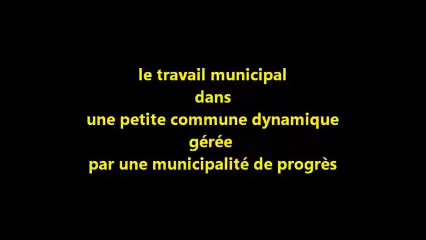 le travail municipal
dans
une petite commune dynamique
gérée
par une municipalité de progrès